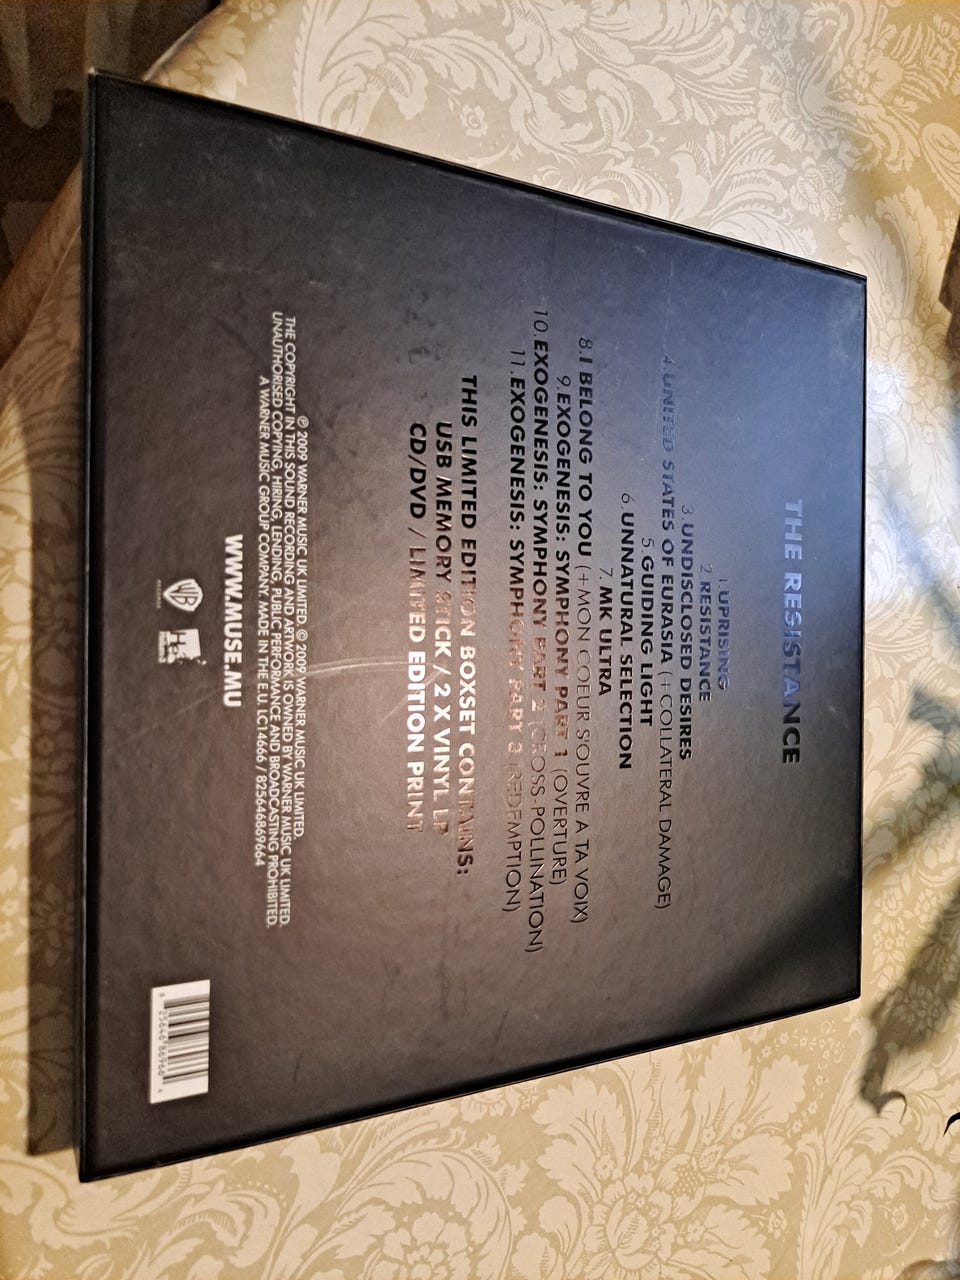 THE RESISTANCE
1.UPRISING
2.RESISTANCE
3.UNDISCLOSED DESIRES
4.UNITED STATES OF EURASIA (+COLLATERAL DAMAGE)
5.GUIDING LIGHT
6.UNNATURAL SELECTION
7.MK ULTRA
8.I BELONG TO YOU (+MON COEUR S'OUVRE A TA VOIX)
9.EXOGENESIS: SYMPHONY PART 1 (OVERTURE)
10.EXOGENESIS: SYMPHONY PART 2 (CROSS-POLLINATION)
11.EXOGENESIS: SYMPHONY PART 3 (REDEMPTION)
THIS LIMITED EDITION BOXSET CONTAINS:
USB MEMORY STICK / 2 X VINYL LP
CD/DVD / LIMITED EDITION PRINT
℗ 2009 WARNER MUSIC UK LIMITED. © 2009 WARNER MUSIC UK LIMITED.
THE COPYRIGHT IN THIS SOUND RECORDING AND ARTWORK IS OWNED BY WARNER MUSIC UK LIMITED.
UNAUTHORISED COPYING, HIRING, LENDING, PUBLIC PERFORMANCE AND BROADCASTING PROHIBITED.
A WARNER MUSIC GROUP COMPANY. MADE IN THE E.U. LC14666 / 825646869664
WWW.MUSE.MU
WB
9 825646 869664